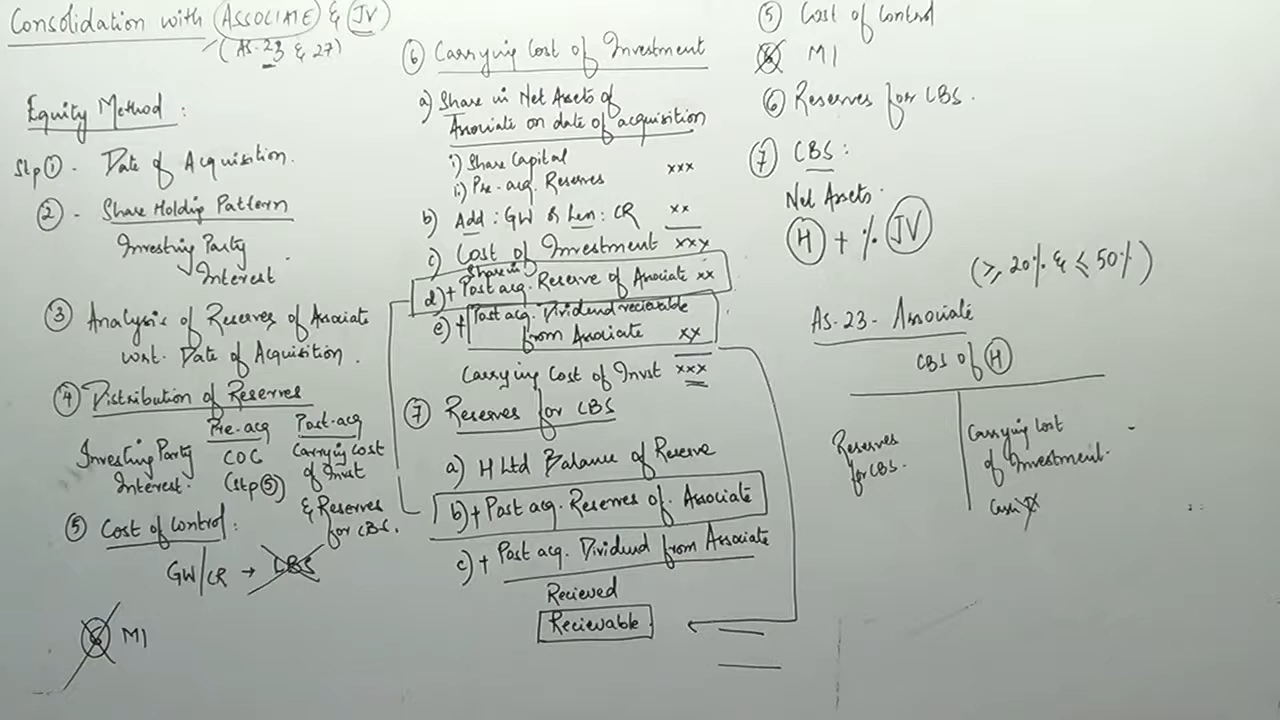 Consolidation with ASSOCIATE & JV
(AS-23 & 27)
Equity Method :
Step ① - Date of Acquisition.
② - Share Holding Pattern
Investing Party
Interest
③ Analysis of Reserves of Associate
w.r.t. Date of Acquisition.
④ Distribution of Reserves
Pre-acq Post-acq
Investing Party COC Carrying Cost
Interest. (Step ⑤) of Invst
& Reserves
for CBS.
⑤ Cost of Control :
GW/CR → CBS
⑥ MI
⑥ Carrying Cost of Investment
a) Share in Net Assets of
Associate on date of acquisition
i) Share Capital
ii) Pre-acq. Reserves xxx
b) Add: GW & Less: CR xx
c) Cost of Investment xxx
Share in
d) + Post acq. Reserve of Associate xx
e) + Post acq. Dividend recievable
from Associate xx
Carrying Cost of Invst xxx
⑦ Reserves for CBS
a) H Ltd Balance of Reserve
b) + Post acq. Reserves of Associate
c) + Post acq. Dividend from Associate
Recieved
Recievable
⑤ Cost of Control
⑥ MI
⑥ Reserves for CBS.
⑦ CBS :
Net Assets
H + % JV
(≥ 20% & ≤ 50%)
AS-23 - Associate
CBS of H
Reserves
for CBS.
Carrying Cost
of Investment.